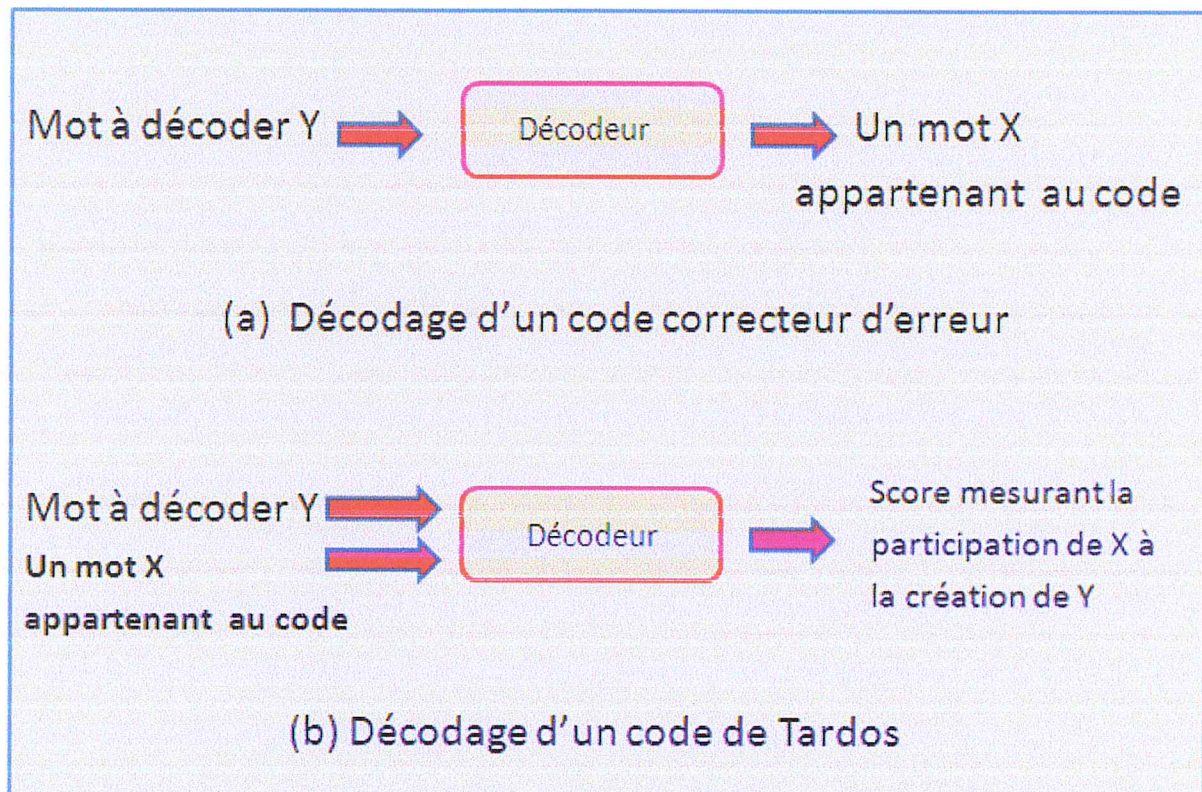 Mot à décoder Y
Décodeur
Un mot X
appartenant au code
(a) Décodage d'un code correcteur d'erreur
Mot à décoder Y
Un mot X
appartenant au code
Décodeur
Score mesurant la
participation de X à
la création de Y
(b) Décodage d'un code de Tardos